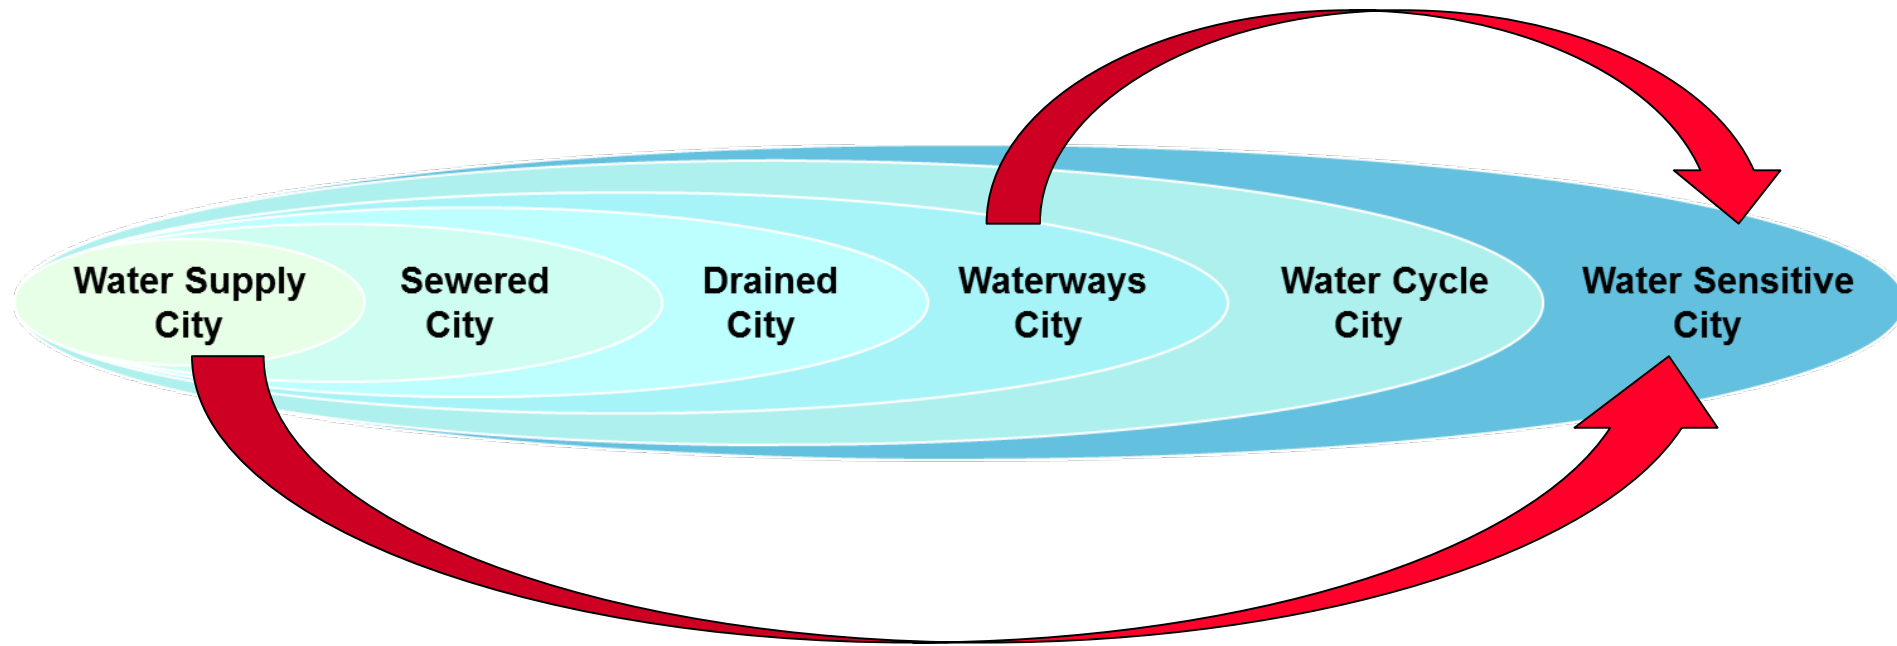 Water Supply
City
Sewered
City
Drained
City
Waterways
City
Water Cycle
City
Water Sensitive
City